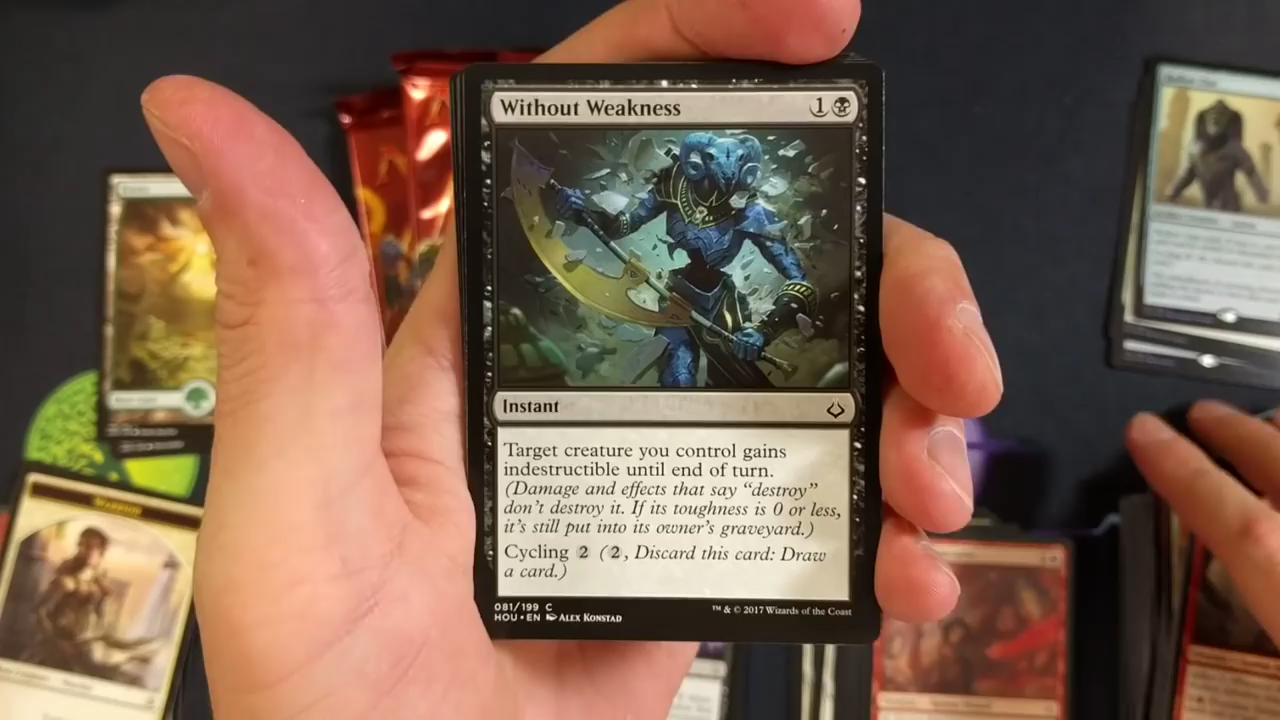 Without Weakness 1
Instant
Target creature you control gains
indestructible until end of turn.
(Damage and effects that say "destroy"
don't destroy it. If its toughness is 0 or less,
it's still put into its owner's graveyard.)
Cycling 2 (2, Discard this card: Draw
a card.)
081/199 C
HOU • EN ALEX KONSTAD
™ & © 2017 Wizards of the Coast
WARRIOR